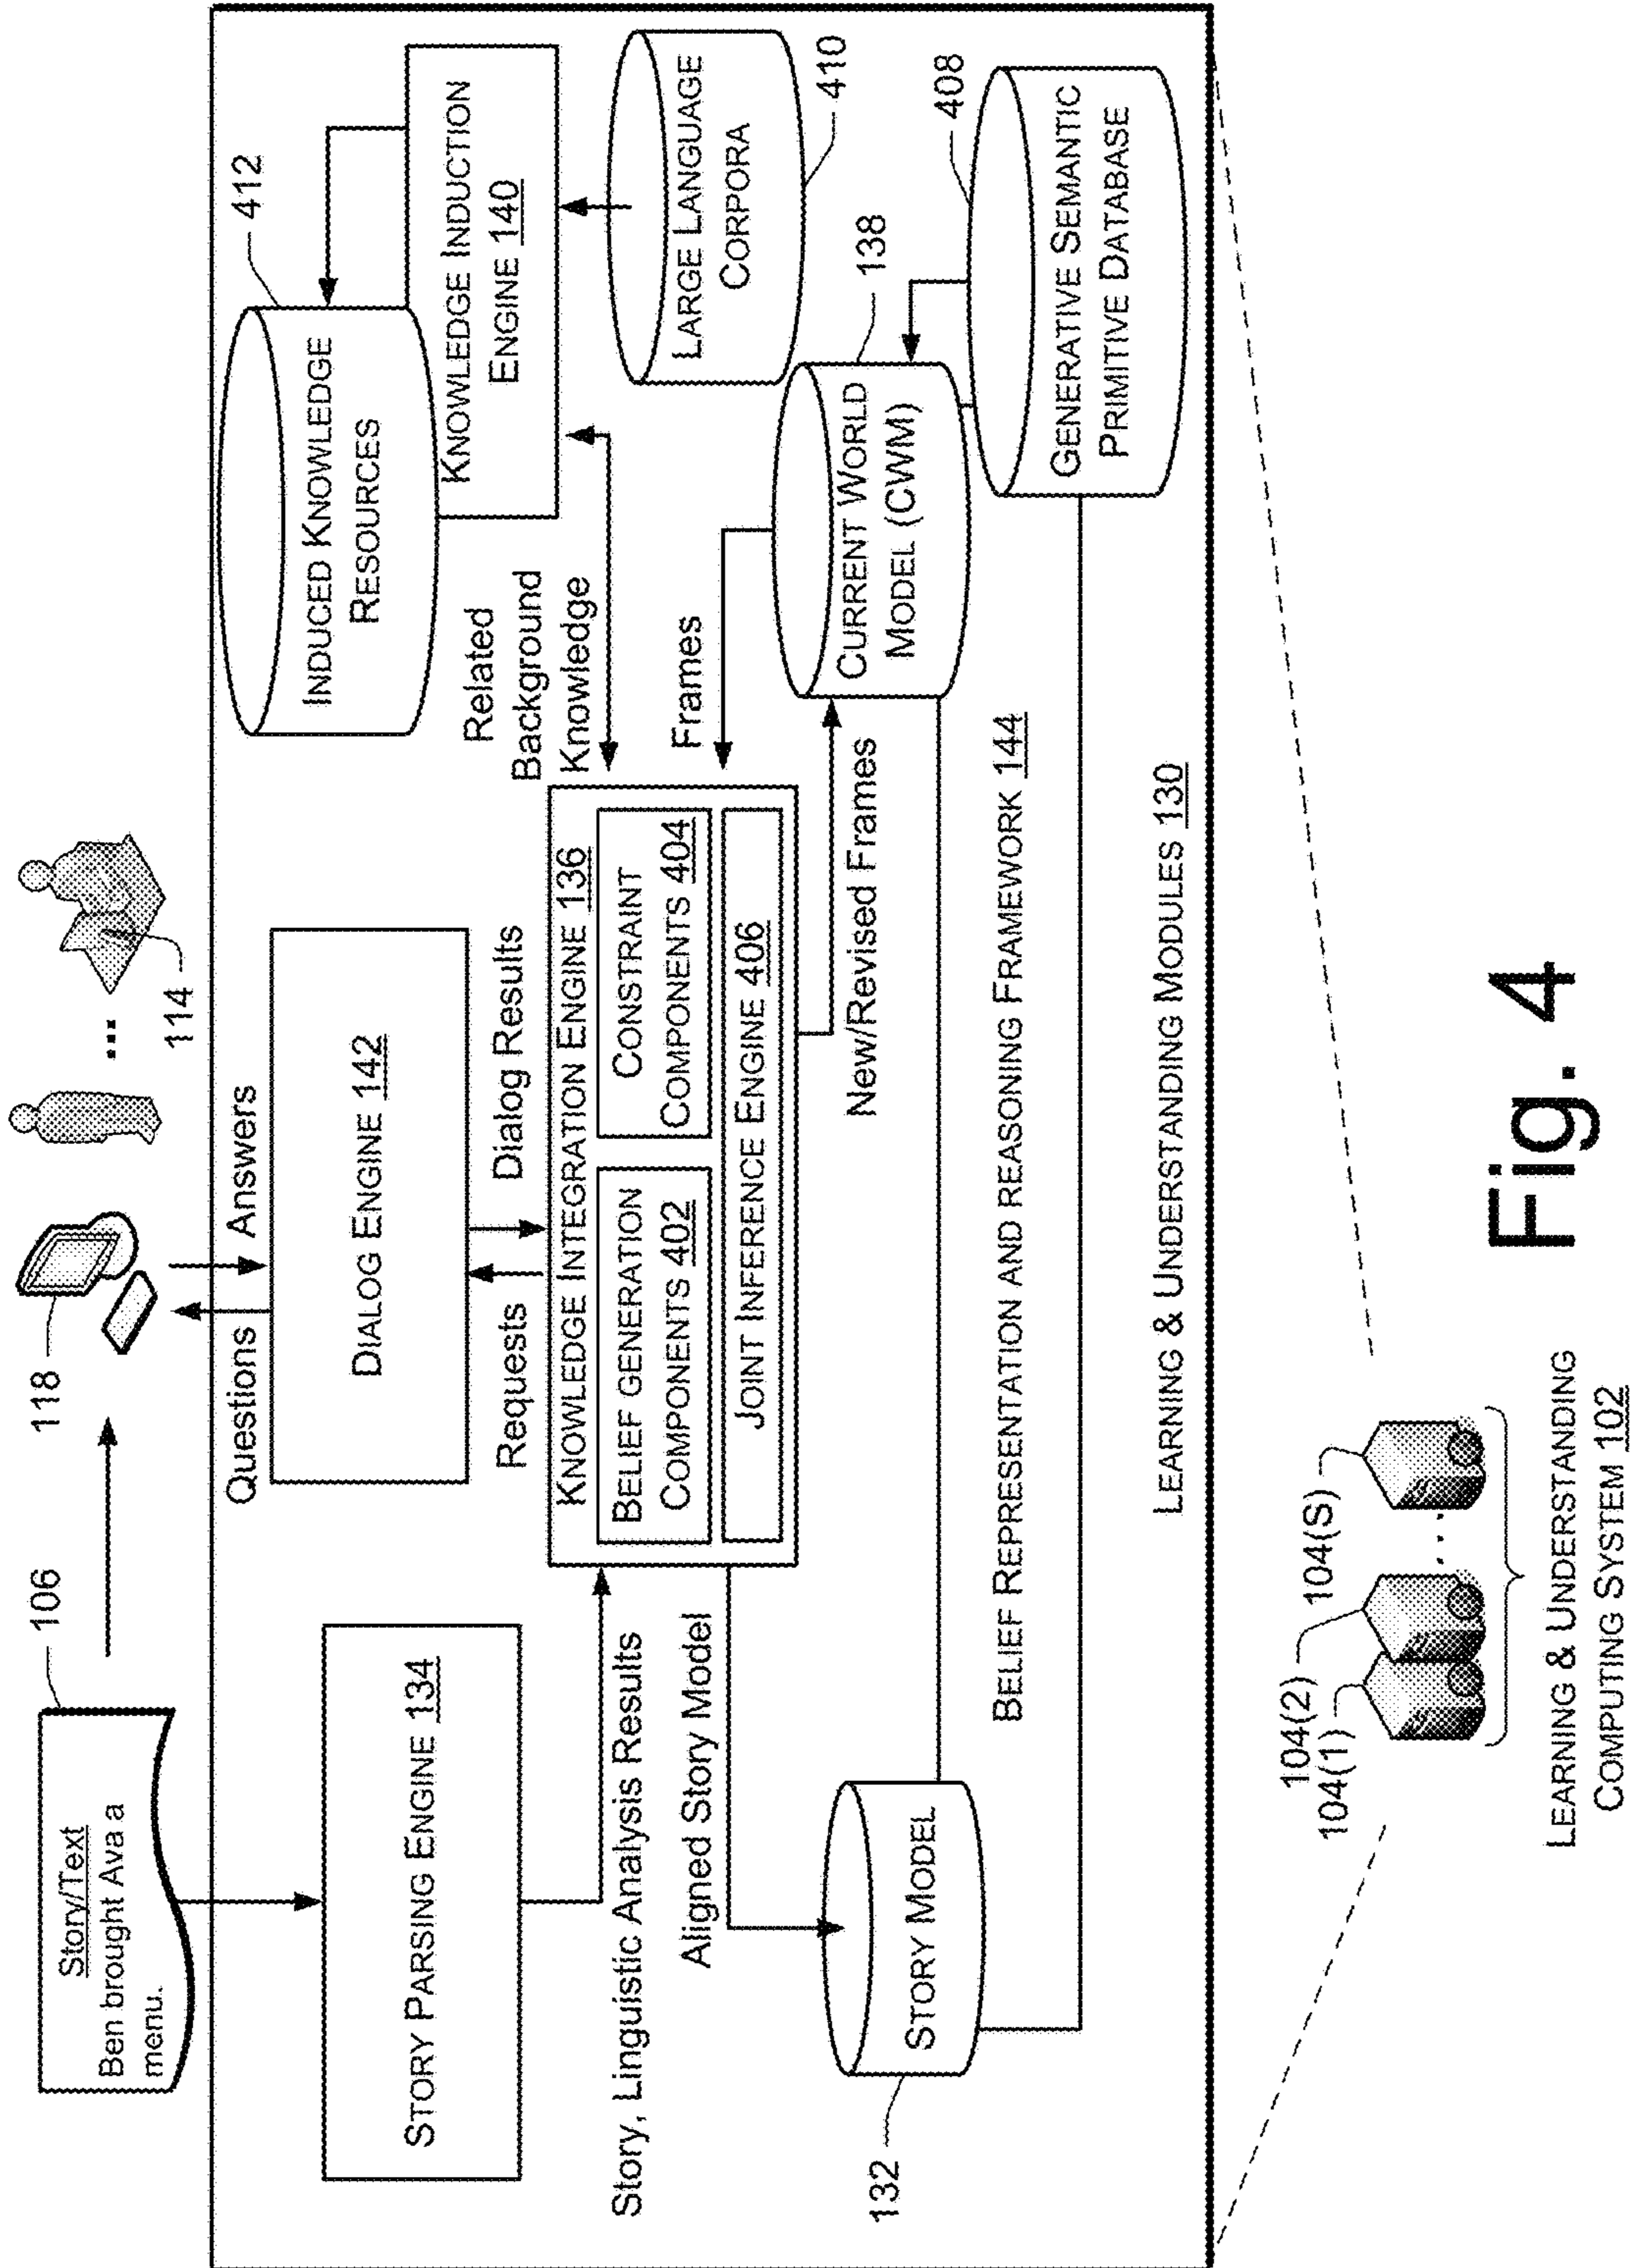 106
Story/Text
Ben brought Ava a
menu.
118
114
...
Questions
Answers
STORY PARSING ENGINE 134
DIALOG ENGINE 142
412
INDUCED KNOWLEDGE
RESOURCES
Requests
Dialog Results
Related
Background
Knowledge
KNOWLEDGE INDUCTION
ENGINE 140
Story, Linguistic Analysis Results
KNOWLEDGE INTEGRATION ENGINE 136
BELIEF GENERATION
COMPONENTS 402
CONSTRAINT
COMPONENTS 404
JOINT INFERENCE ENGINE 406
LARGE LANGUAGE
CORPORA
410
Aligned Story Model
Frames
New/Revised Frames
CURRENT WORLD
MODEL (CWM)
138
408
132
STORY MODEL
GENERATIVE SEMANTIC
PRIMITIVE DATABASE
BELIEF REPRESENTATION AND REASONING FRAMEWORK 144
LEARNING & UNDERSTANDING MODULES 130
104(1)
104(2)
104(S)
...
LEARNING & UNDERSTANDING
COMPUTING SYSTEM 102
Fig. 4